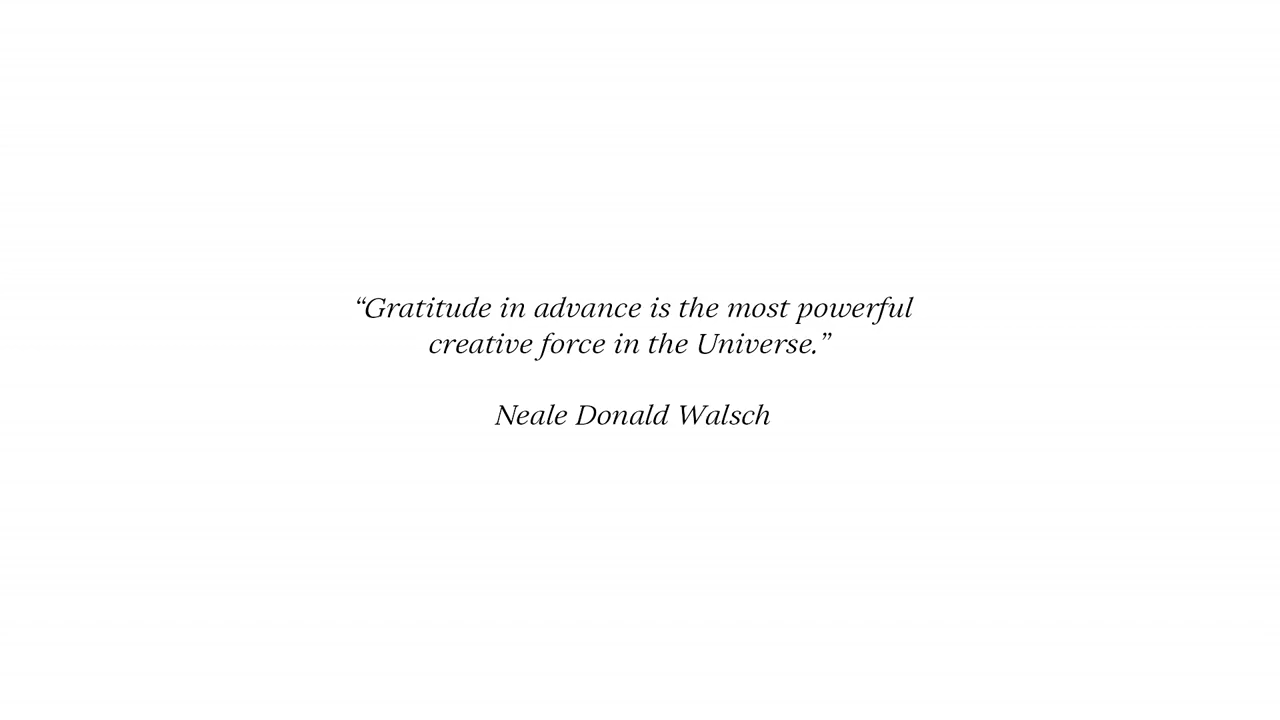 “Gratitude in advance is the most powerful
creative force in the Universe.”
Neale Donald Walsch